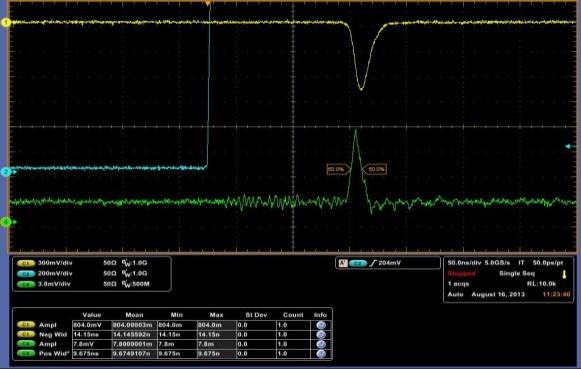 1
2
4
50.0% 50.0%
C1 300mV/div 50Ω BW:1.0G
C2 200mV/div 50Ω BW:1.0G
C4 3.0mV/div 50Ω BW:500M
A' C2 204mV
50.0ns/div 5.0GS/s IT 50.0ps/pt
Stopped Single Seq
1 acqs RL:10.0k
Auto August 16, 2013 11:23:40
Value Mean Min Max St Dev Count Info
C1 Ampl 804.0mV 804.00003m 804.0m 804.0m 0.0 1.0
C1 Neg Wid 14.15ns 14.145592n 14.15n 14.15n 0.0 1.0
C4 Ampl 7.8mV 7.8000001m 7.8m 7.8m 0.0 1.0
C4 Pos Wid* 9.675ns 9.6749107n 9.675n 9.675n 0.0 1.0